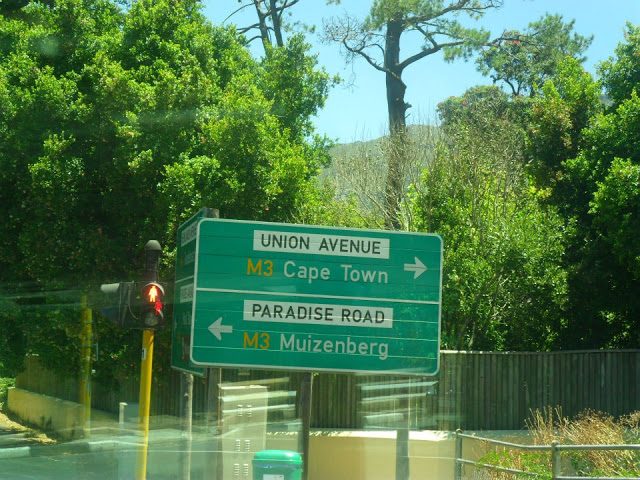 UNION AVENUE
M3 Cape Town
PARADISE ROAD
M3 Muizenberg